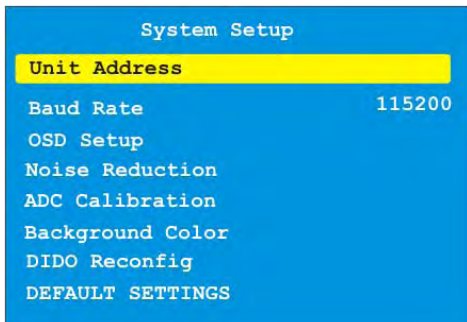 System Setup
Unit Address
Baud Rate 115200
OSD Setup
Noise Reduction
ADC Calibration
Background Color
DIDO Reconfig
DEFAULT SETTINGS